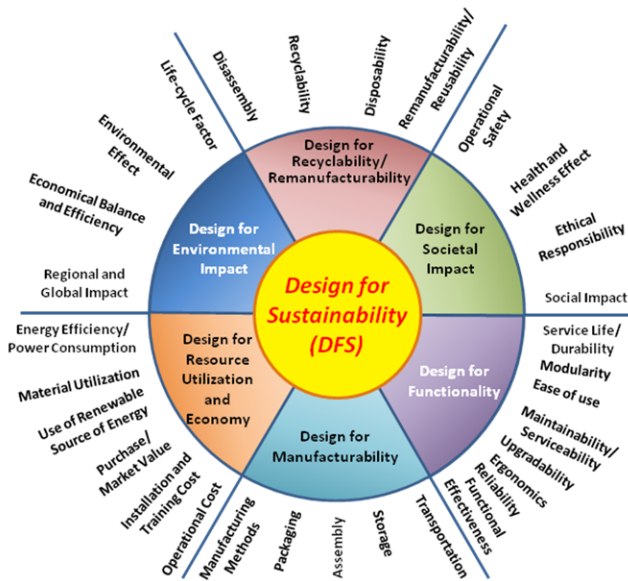 Design for
Sustainability
(DFS)
Design for
Recyclability/
Remanufacturability
Disassembly
Recyclability
Disposability
Remanufacturability/
Reusability
Design for
Societal
Impact
Operational
Safety
Health and
Wellness Effect
Ethical
Responsibility
Social Impact
Design for
Functionality
Service Life/
Durability
Modularity
Ease of use
Maintainability/
Serviceability
Upgradability
Ergonomics
Reliability
Functional
Effectiveness
Design for
Manufacturability
Transportation
Storage
Assembly
Packaging
Manufacturing
Methods
Design for
Resource
Utilization
and
Economy
Operational Cost
Installation and
Training Cost
Purchase/
Market Value
Use of Renewable
Source of Energy
Material Utilization
Energy Efficiency/
Power Consumption
Design for
Environmental
Impact
Regional and
Global Impact
Economical Balance
and Efficiency
Environmental
Effect
Life-cycle Factor